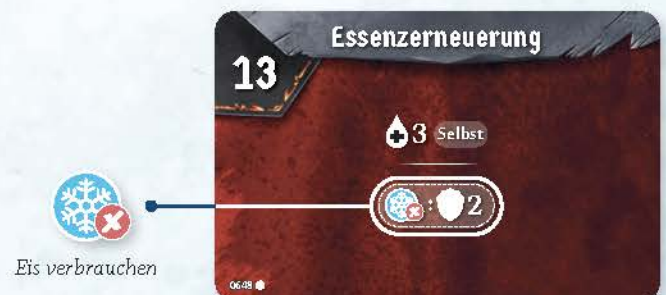 Essenzerneuerung
13
3 Selbst
: 2
Eis verbrauchen
0648